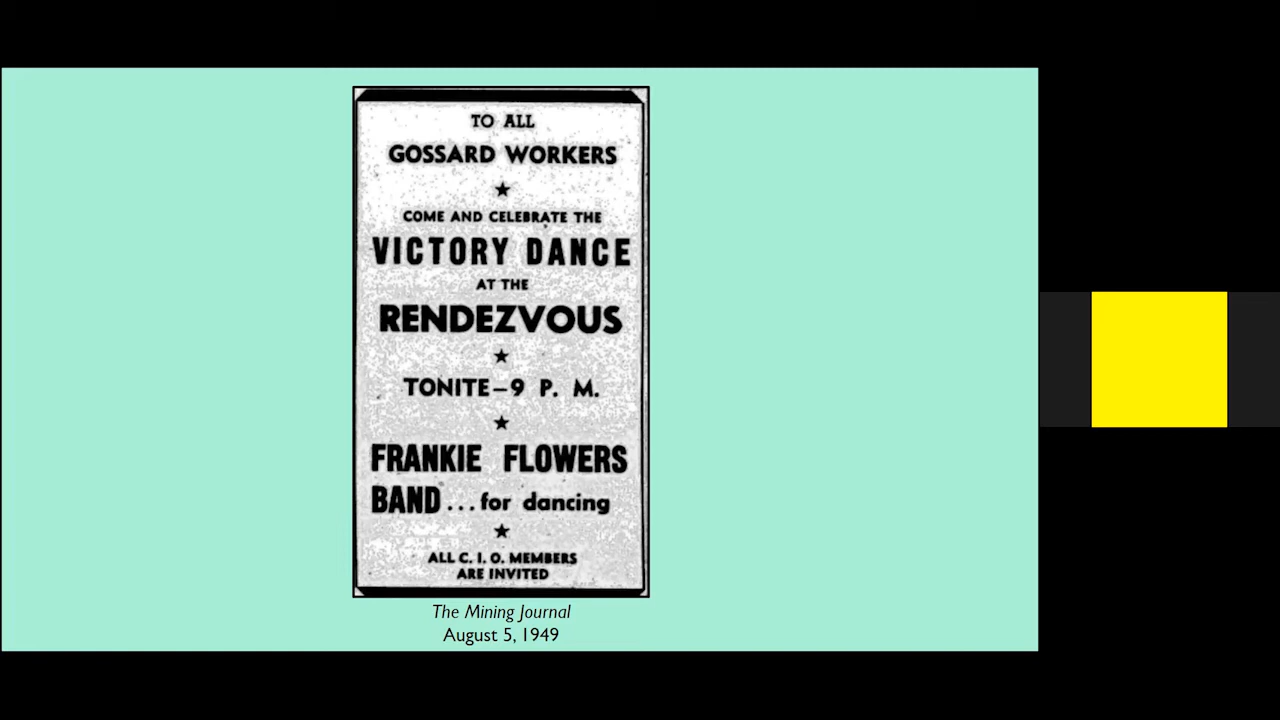 TO ALL
GOSSARD WORKERS
★
COME AND CELEBRATE THE
VICTORY DANCE
AT THE
RENDEZVOUS
★
TONITE–9 P. M.
★
FRANKIE FLOWERS
BAND...for dancing
★
ALL C. I. O. MEMBERS
ARE INVITED
The Mining Journal
August 5, 1949